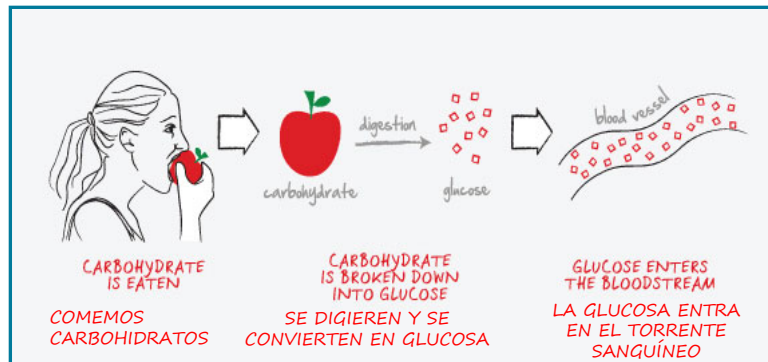 digestion
carbohydrate
glucose
blood vessel
CARBOHYDRATE
IS EATEN
COMEMOS
CARBOHIDRATOS
CARBOHYDRATE
IS BROKEN DOWN
INTO GLUCOSE
SE DIGIEREN Y SE
CONVIERTEN EN GLUCOSA
GLUCOSE ENTERS
THE BLOODSTREAM
LA GLUCOSA ENTRA
EN EL TORRENTE
SANGUÍNEO